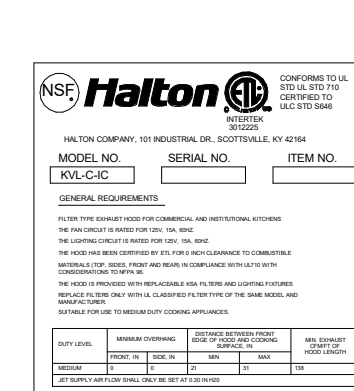 NSF. Halton ETL
CONFORMS TO UL
STD UL STD 710
CERTIFIED TO
ULC STD S646
INTERTEK
3012225
HALTON COMPANY, 101 INDUSTRIAL DR., SCOTTSVILLE, KY 42164
MODEL NO. SERIAL NO. ITEM NO.
KVL-C-IC
GENERAL REQUIREMENTS
FILTER TYPE EXHAUST HOOD FOR COMMERCIAL AND INSTITUTIONAL KITCHENS
THE FAN CIRCUIT IS RATED FOR 125V, 15A, 60HZ.
THE LIGHTING CIRCUIT IS RATED FOR 125V, 15A, 60HZ.
THE HOOD HAS BEEN CERTIFIED BY ETL FOR 0 INCH CLEARANCE TO COMBUSTIBLE
MATERIALS (TOP, SIDES, FRONT AND REAR) IN COMPLIANCE WITH UL710 WITH
CONSIDERATIONS TO NFPA 96.
THE HOOD IS PROVIDED WITH REPLACEABLE KSA FILTERS AND LIGHTING FIXTURES
REPLACE FILTERS ONLY WITH UL CLASSIFIED FILTER TYPE OF THE SAME MODEL AND
MANUFACTURER.
SUITABLE FOR USE TO MEDIUM DUTY COOKING APPLIANCES.
DUTY LEVEL
MINIMUM OVERHANG
DISTANCE BETWEEN FRONT
EDGE OF HOOD AND COOKING
SURFACE, IN
MIN. EXHAUST
CFM/FT OF
HOOD LENGTH
FRONT, IN SIDE, IN MIN MAX
MEDIUM 0 0 21 31 138
JET SUPPLY AIR FLOW SHALL ONLY BE SET AT 0.30 IN H20